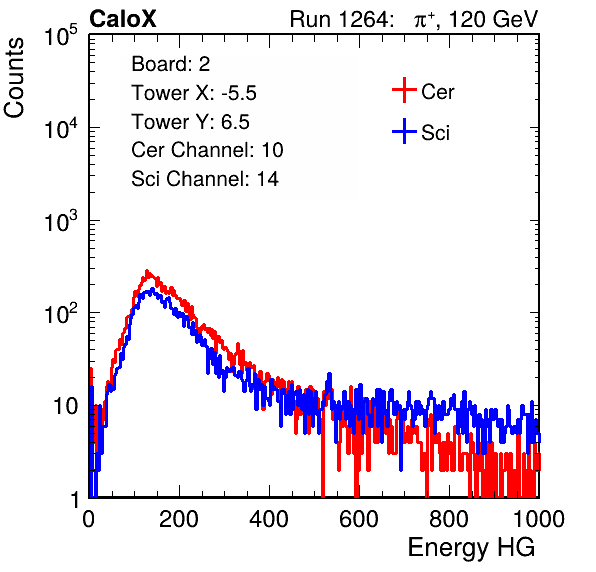 CaloX Run 1264: π⁺, 120 GeV
Counts
10⁵
10⁴
10³
10²
10
1
Board: 2
Tower X: -5.5
Tower Y: 6.5
Cer Channel: 10
Sci Channel: 14
Cer
Sci
0 200 400 600 800 1000
Energy HG